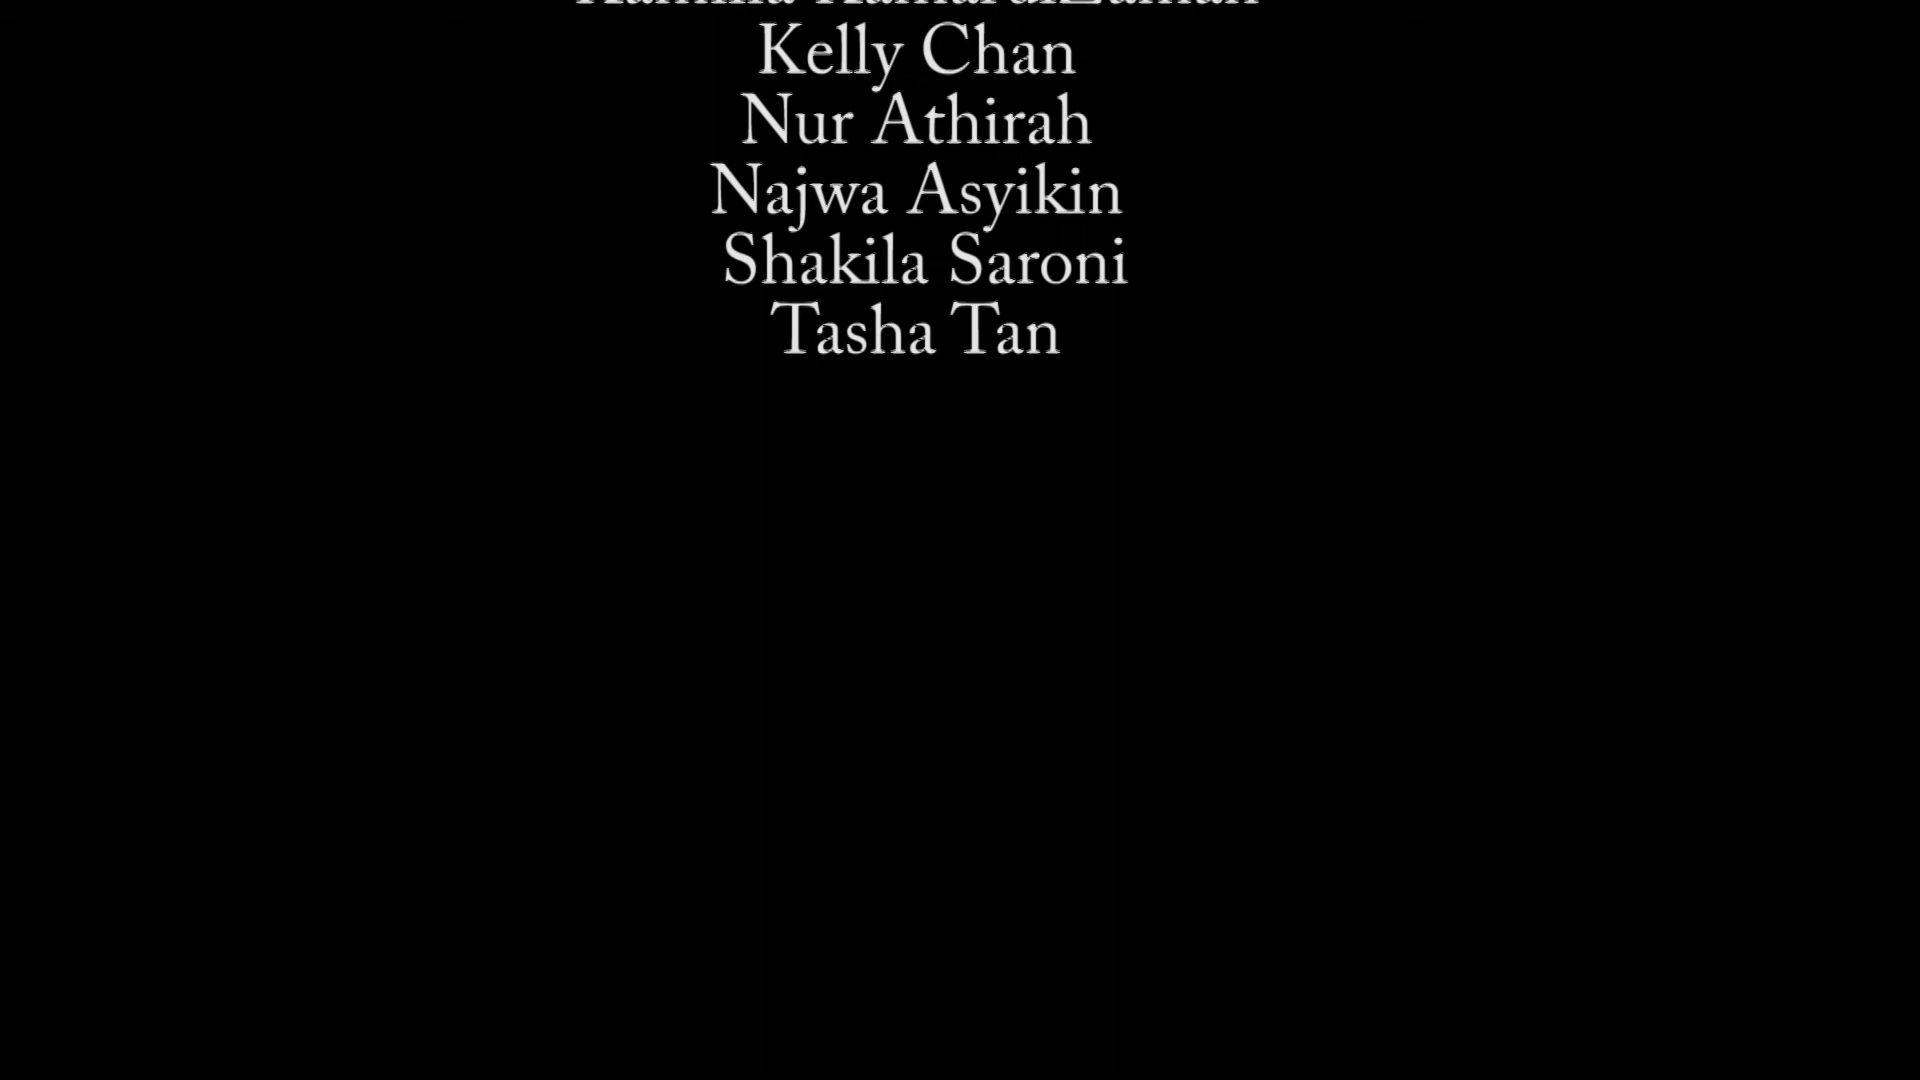 Kelly Chan
Nur Athirah
Najwa Asyikin
Shakila Saroni
Tasha Tan